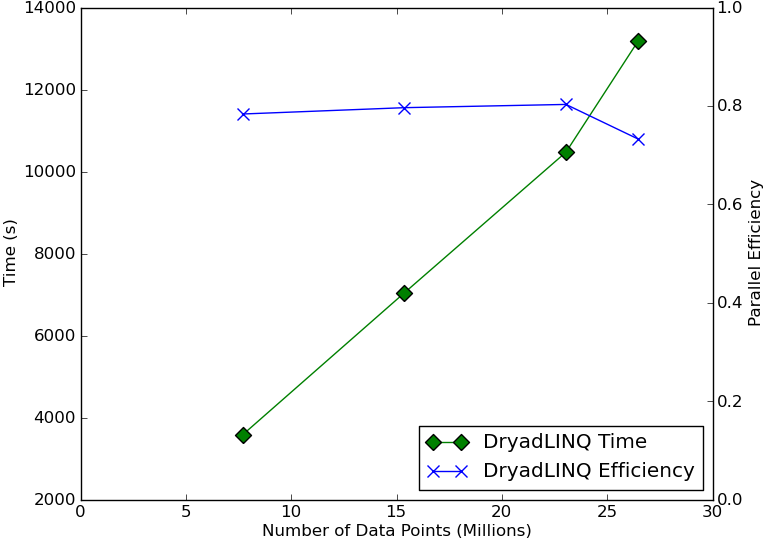 14000
12000
10000
8000
6000
4000
2000
Time (s)
1.0
0.8
0.6
0.4
0.2
0.0
Parallel Efficiency
DryadLINQ Time
DryadLINQ Efficiency
0 5 10 15 20 25 30
Number of Data Points (Millions)